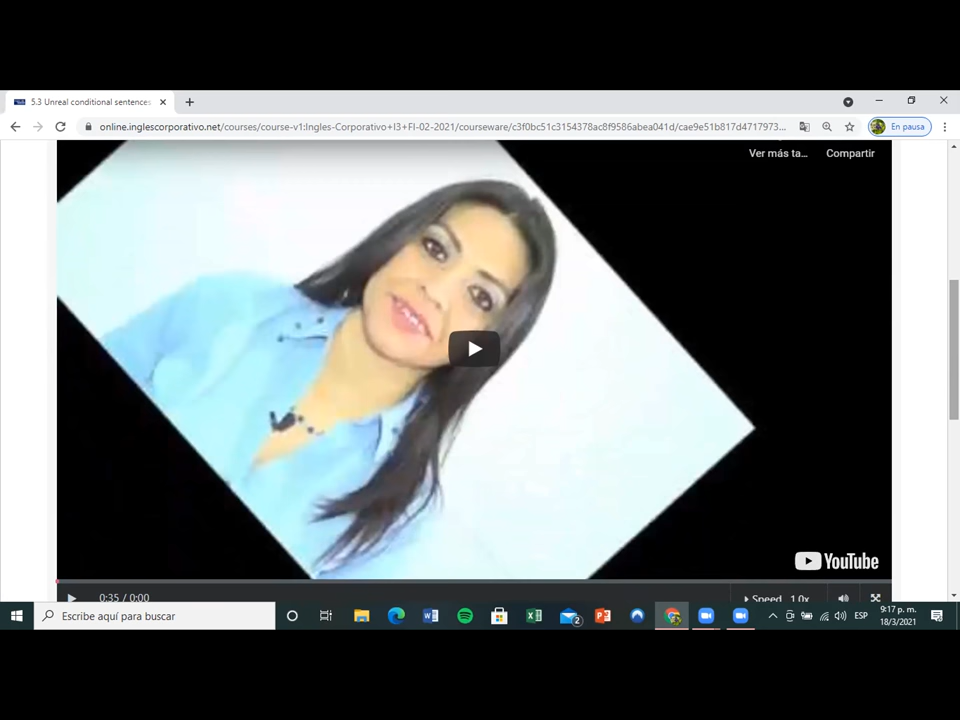 5.3 Unreal conditional sentences
online.inglescorporativo.net/courses/course-v1:Ingles-Corporativo+I3+FI-02-2021/courseware/c3f0bc51c3154378ac8f9586abea041d/cae9e51b817d4717973...
En pausa
Ver más ta...
Compartir
YouTube
0:35 / 0:00
Speed 1.0x
Escribe aquí para buscar
2
ESP
9:17 p. m.
18/3/2021